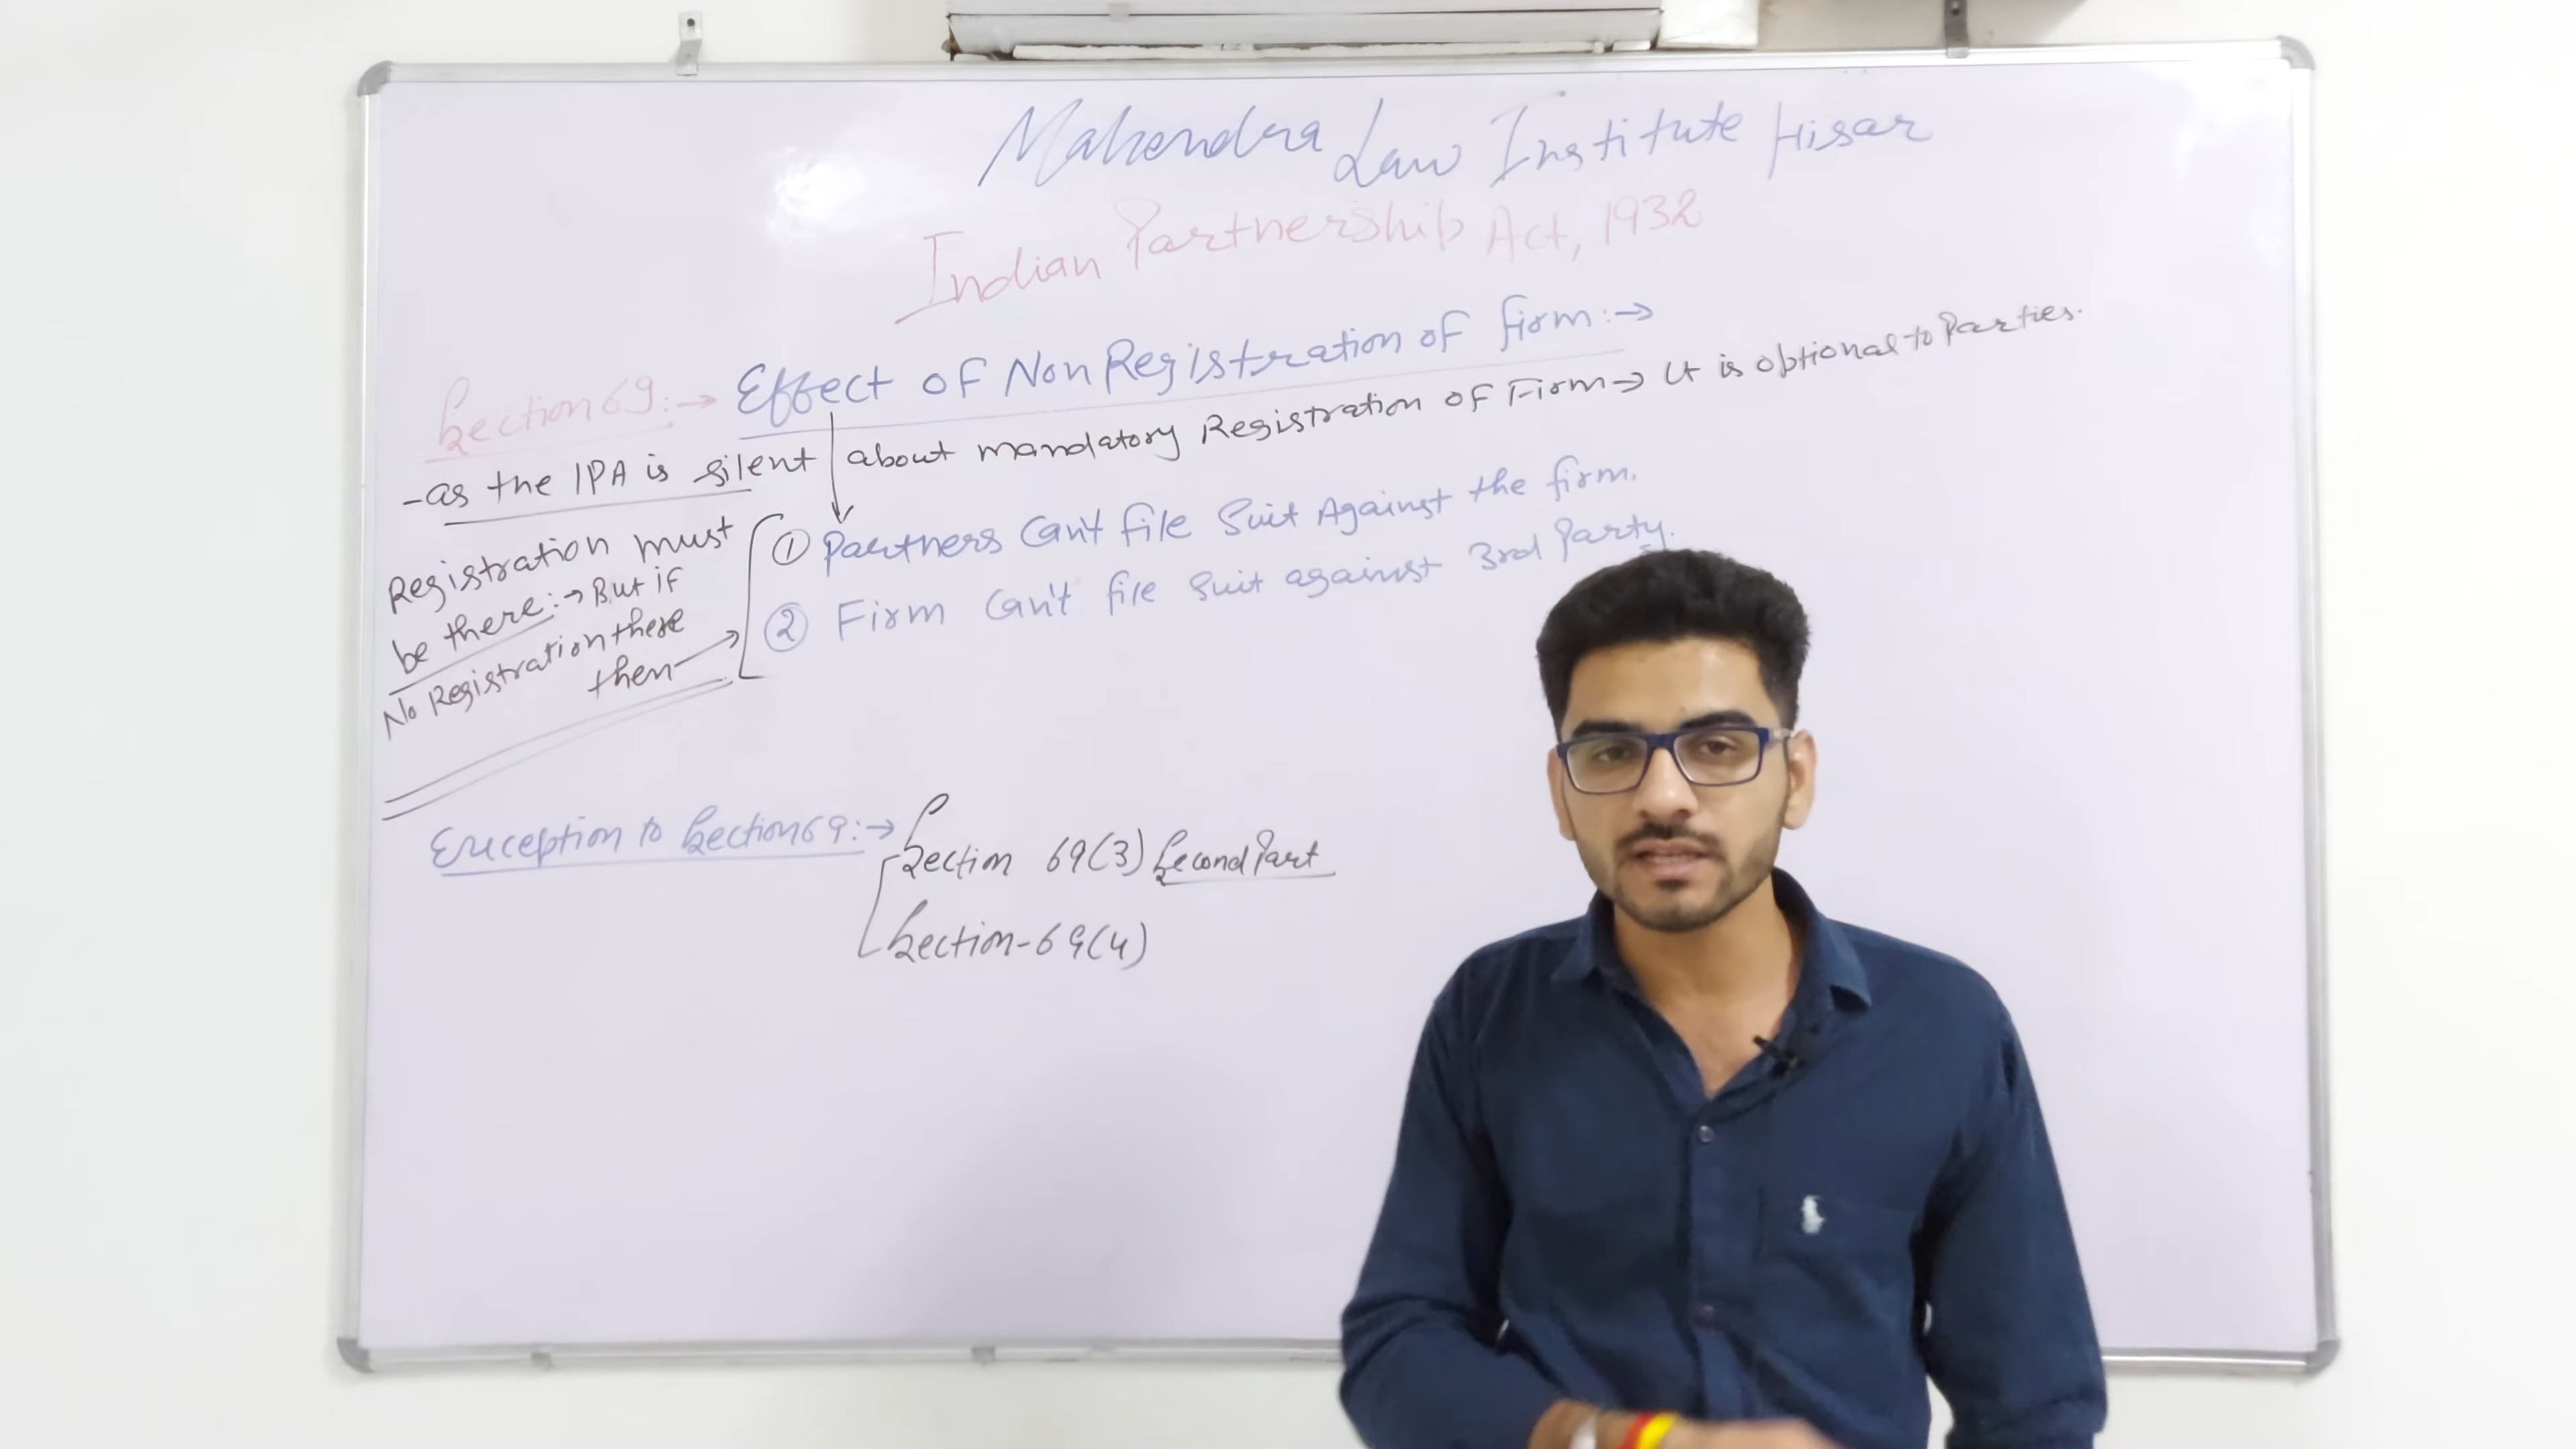 Mahendra Law Institute Hisar
Indian Partnership Act, 1932
Section 69:→ Effect of Non Registration of firm:→
-as the IPA is silent about mandatory Registration of Firm→ It is optional to Parties.
Registration must
be there:→ But if
No Registration there
then→
① Partners Can't file Suit Against the firm.
② Firm Can't file Suit against 3rd Party.
Exception to Section 69:→
Section 69(3) Second Part
Section-69(4)